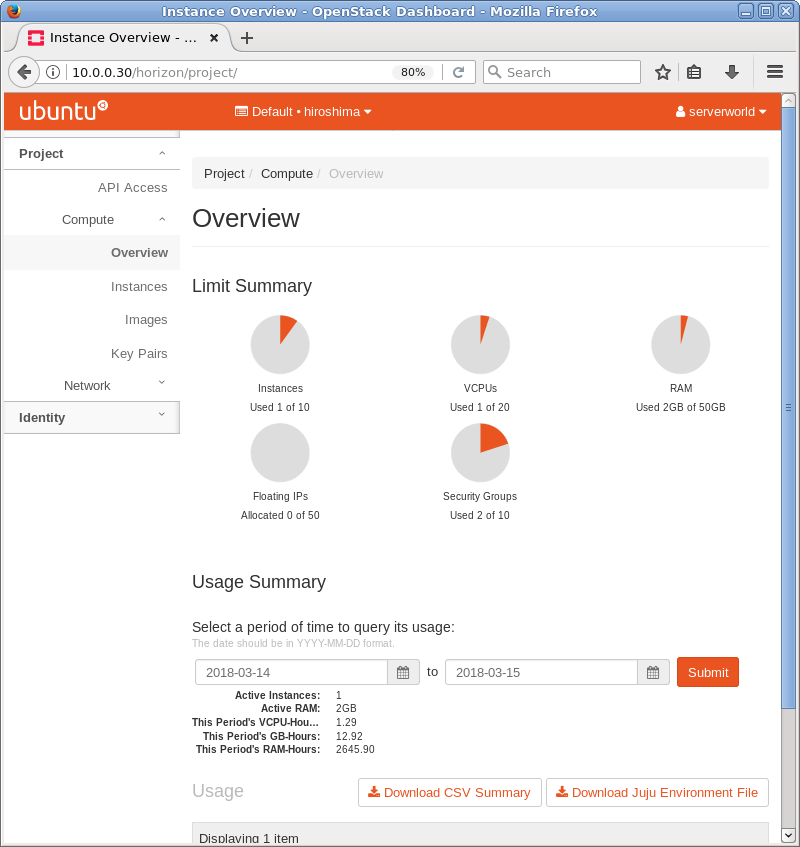 Instance Overview - OpenStack Dashboard - Mozilla Firefox
Instance Overview - ...
10.0.0.30/horizon/project/
80%
Search
ubuntu
Default • hiroshima
serverworld
Project
API Access
Compute
Overview
Instances
Images
Key Pairs
Network
Identity
Project / Compute / Overview
Overview
Limit Summary
Instances
Used 1 of 10
VCPUs
Used 1 of 20
RAM
Used 2GB of 50GB
Floating IPs
Allocated 0 of 50
Security Groups
Used 2 of 10
Usage Summary
Select a period of time to query its usage:
The date should be in YYYY-MM-DD format.
2018-03-14 to 2018-03-15 Submit
Active Instances: 1
Active RAM: 2GB
This Period's VCPU-Hou... 1.29
This Period's GB-Hours: 12.92
This Period's RAM-Hours: 2645.90
Usage
Download CSV Summary
Download Juju Environment File
Displaying 1 item